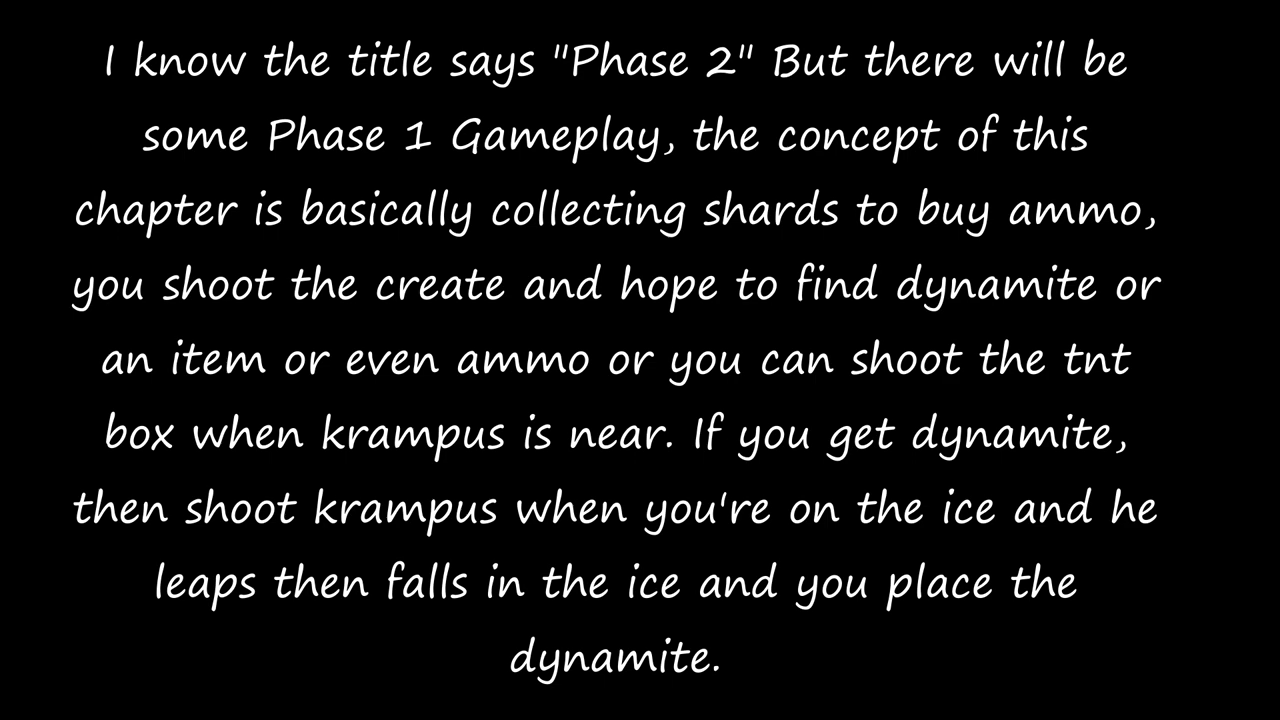 I know the title says "Phase 2" But there will be
some Phase 1 Gameplay, the concept of this
chapter is basically collecting shards to buy ammo,
you shoot the create and hope to find dynamite or
an item or even ammo or you can shoot the tnt
box when krampus is near. If you get dynamite,
then shoot krampus when you're on the ice and he
leaps then falls in the ice and you place the
dynamite.